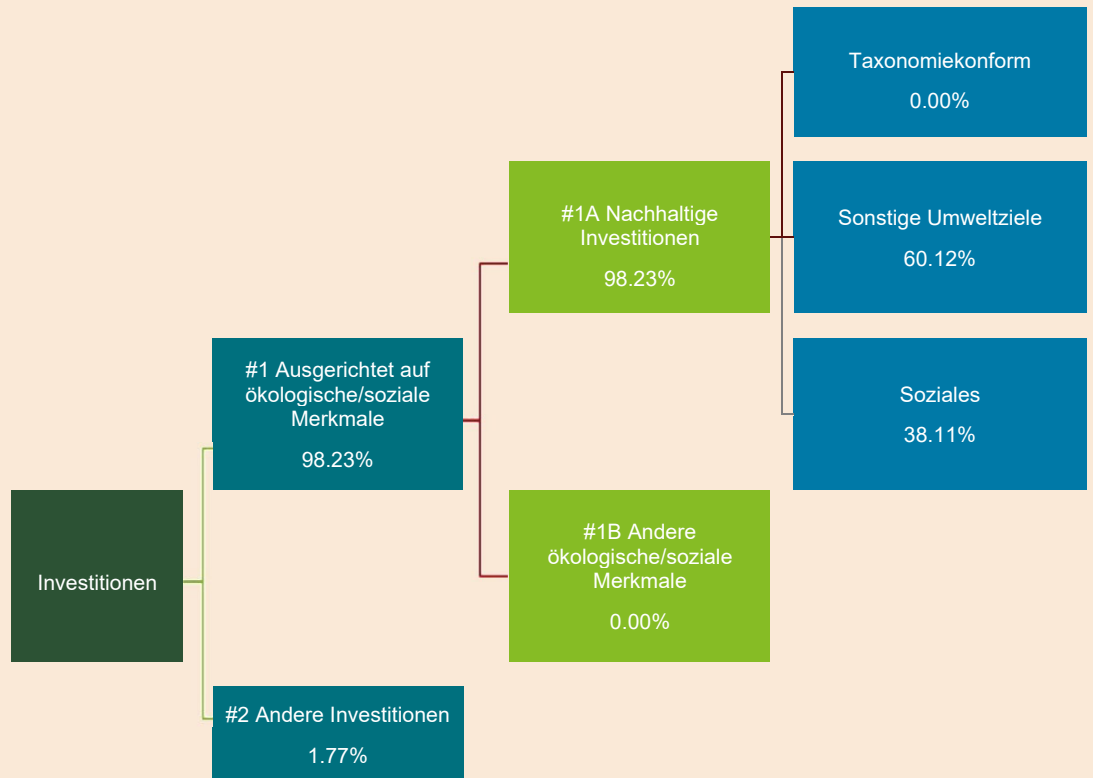 Taxonomiekonform
0.00%
#1A Nachhaltige
Investitionen
98.23%
Sonstige Umweltziele
60.12%
#1 Ausgerichtet auf
ökologische/soziale
Merkmale
98.23%
Soziales
38.11%
Investitionen
#1B Andere
ökologische/soziale
Merkmale
0.00%
#2 Andere Investitionen
1.77%